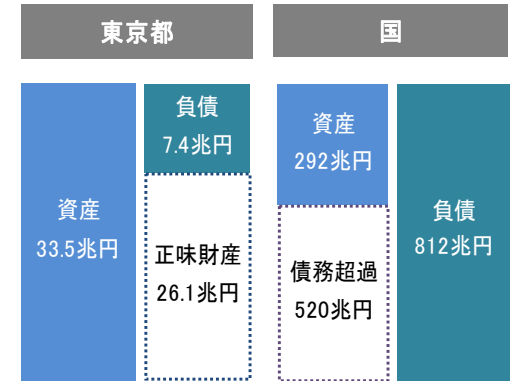 東京都
国
資産
33.5兆円
負債
7.4兆円
正味財産
26.1兆円
資産
292兆円
債務超過
520兆円
負債
812兆円